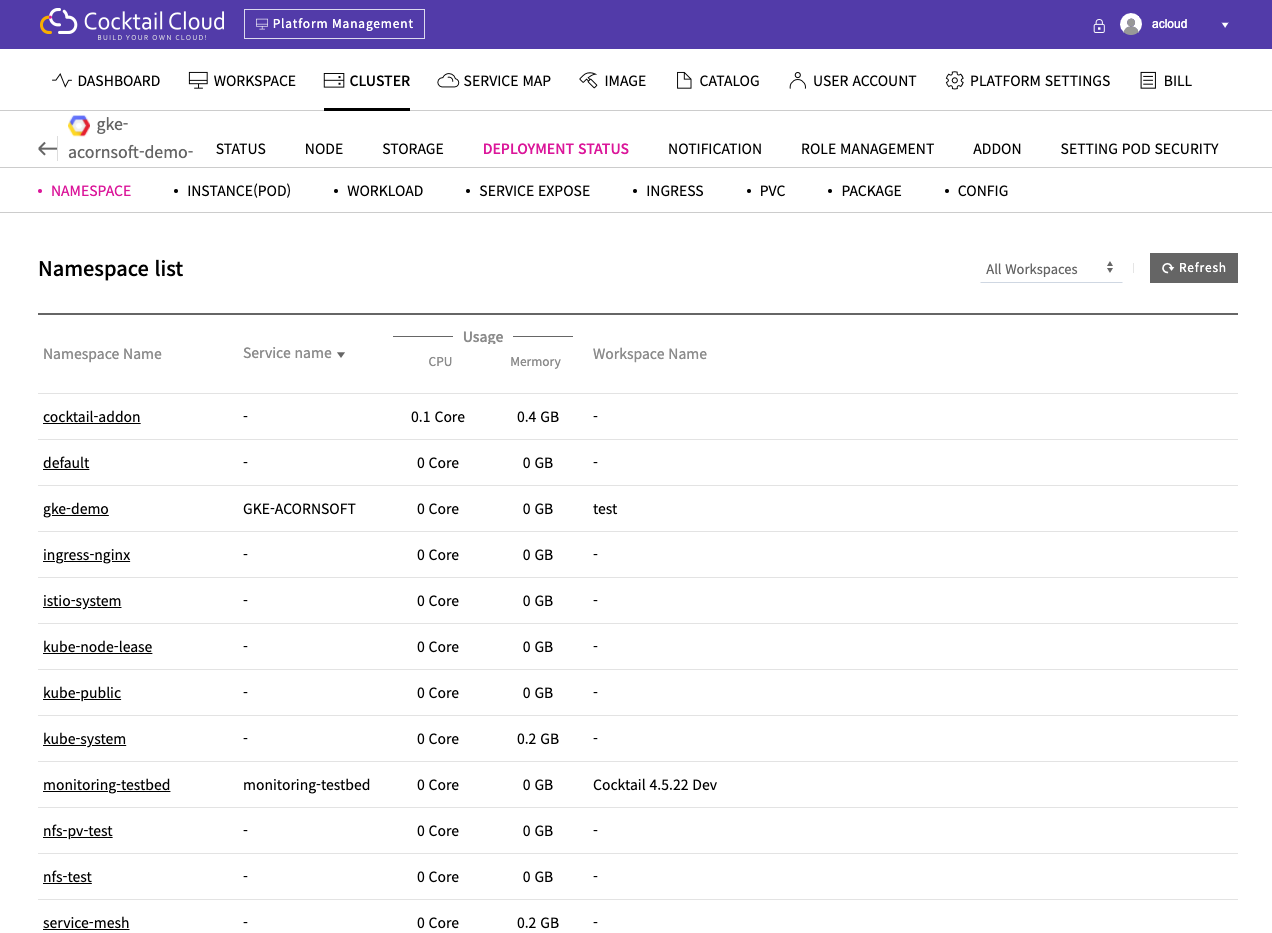 Cocktail Cloud
BUILD YOUR OWN CLOUD!
Platform Management
acloud
DASHBOARD WORKSPACE CLUSTER SERVICE MAP IMAGE CATALOG USER ACCOUNT PLATFORM SETTINGS BILL
gke-
acornsoft-demo-
STATUS NODE STORAGE DEPLOYMENT STATUS NOTIFICATION ROLE MANAGEMENT ADDON SETTING POD SECURITY
• NAMESPACE • INSTANCE(POD) • WORKLOAD • SERVICE EXPOSE • INGRESS • PVC • PACKAGE • CONFIG
Namespace list
All Workspaces
Refresh
Namespace Name Service name Usage Workspace Name
CPU Mermory
cocktail-addon - 0.1 Core 0.4 GB -
default - 0 Core 0 GB -
gke-demo GKE-ACORNSOFT 0 Core 0 GB test
ingress-nginx - 0 Core 0 GB -
istio-system - 0 Core 0 GB -
kube-node-lease - 0 Core 0 GB -
kube-public - 0 Core 0 GB -
kube-system - 0 Core 0.2 GB -
monitoring-testbed monitoring-testbed 0 Core 0 GB Cocktail 4.5.22 Dev
nfs-pv-test - 0 Core 0 GB -
nfs-test - 0 Core 0 GB -
service-mesh - 0 Core 0.2 GB -